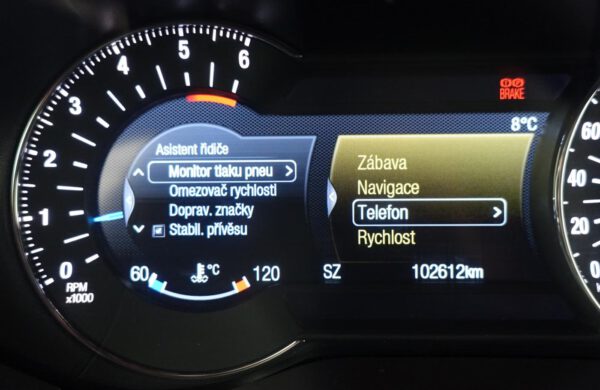 6
5
4
3
2
1
0
RPM
x1000
BRAKE
8°C
Asistent řidiče
Monitor tlaku pneu >
Omezovač rychlosti
Doprav. značky
Stabil. přívěsu
Zábava
Navigace
Telefon >
Rychlost
60 °C 120
SZ 102612km
60
40
20
0